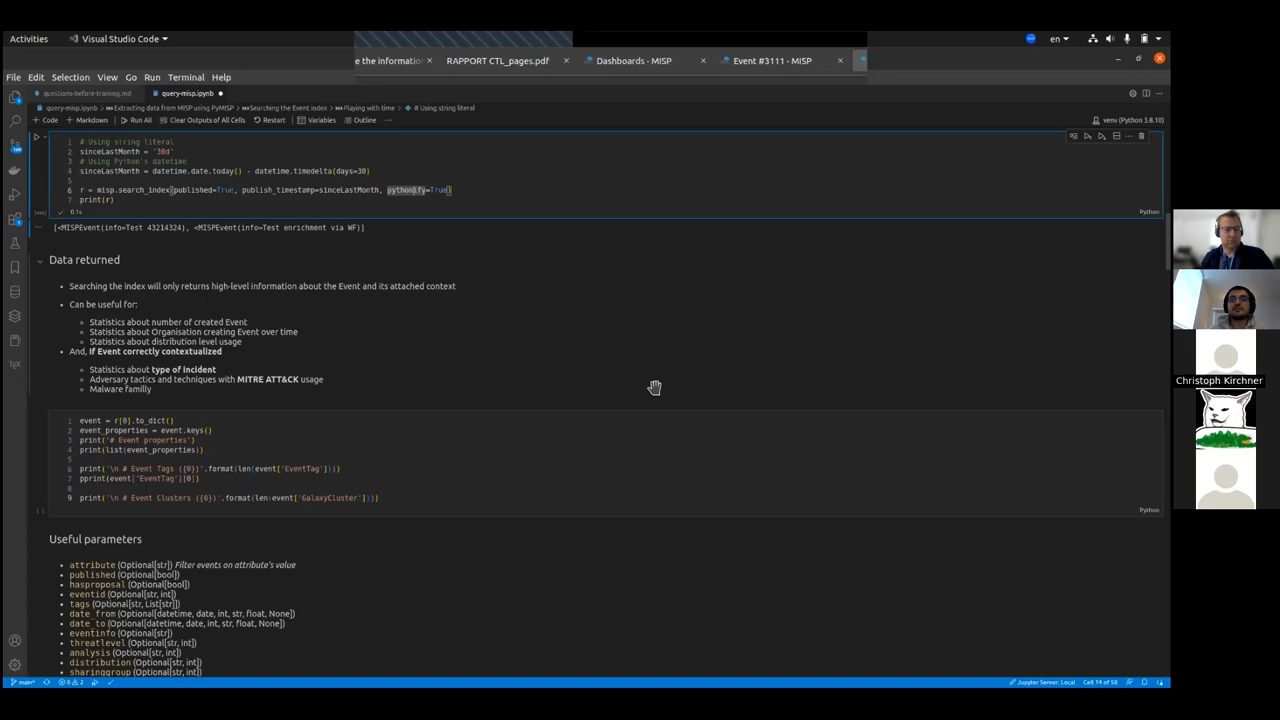 Activities
Visual Studio Code
en
e the information
RAPPORT CTL_pages.pdf
Dashboards - MISP
Event #3111 - MISP
File Edit Selection View Go Run Terminal Help
questions-before-training.md
query-misp.ipynb
query-misp.ipynb > Extracting data from MISP using PyMISP > Searching the Event index > Playing with time > # Using string literal
+ Code + Markdown Run All Clear Outputs of All Cells Restart Variables Outline ...
venv (Python 3.8.10)
1 # Using string literal
2 sinceLastMonth = '30d'
3 # Using Python's datetime
4 sinceLastMonth = datetime.date.today() - datetime.timedelta(days=30)
5
6 r = misp.search_index(published=True, publish_timestamp=sinceLastMonth, pythonify=True)
7 print(r)
0.1s
Python
[<MISPEvent(info=Test 43214324), <MISPEvent(info=Test enrichment via WF)]
Data returned
• Searching the index will only returns high-level information about the Event and its attached context
• Can be useful for:
Statistics about number of created Event
Statistics about Organisation creating Event over time
Statistics about distribution level usage
• And, If Event correctly contextualized
Statistics about type of incident
Adversary tactics and techniques with MITRE ATT&CK usage
Malware familly
1 event = r[0].to_dict()
2 event_properties = event.keys()
3 print('# Event properties')
4 print(list(event_properties))
5
6 print('\n # Event Tags ({0})'.format(len(event['EventTag'])))
7 pprint(event['EventTag'][0])
8
9 print('\n # Event Clusters ({0})'.format(len(event['GalaxyCluster'])))
Python
Useful parameters
• attribute (Optional[str]) Filter events on attribute's value
• published (Optional[bool])
• hasproposal (Optional[bool])
• eventid (Optional[str, int])
• tags (Optional[str, List[str]])
• date_from (Optional[datetime, date, int, str, float, None])
• date_to (Optional[datetime, date, int, str, float, None])
• eventinfo (Optional[str])
• threatlevel (Optional[str, int])
• analysis (Optional[str, int])
• distribution (Optional[str, int])
• sharinggroup (Optional[str, int])
main*
0 2
Jupyter Server: Local
Cell 14 of 58
Christoph Kirchner